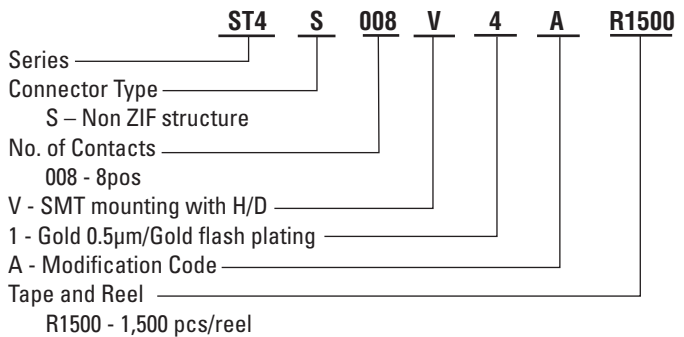 ST4 S 008 V 4 A R1500
Series
Connector Type
S – Non ZIF structure
No. of Contacts
008 - 8pos
V - SMT mounting with H/D
1 - Gold 0.5µm/Gold flash plating
A - Modification Code
Tape and Reel
R1500 - 1,500 pcs/reel